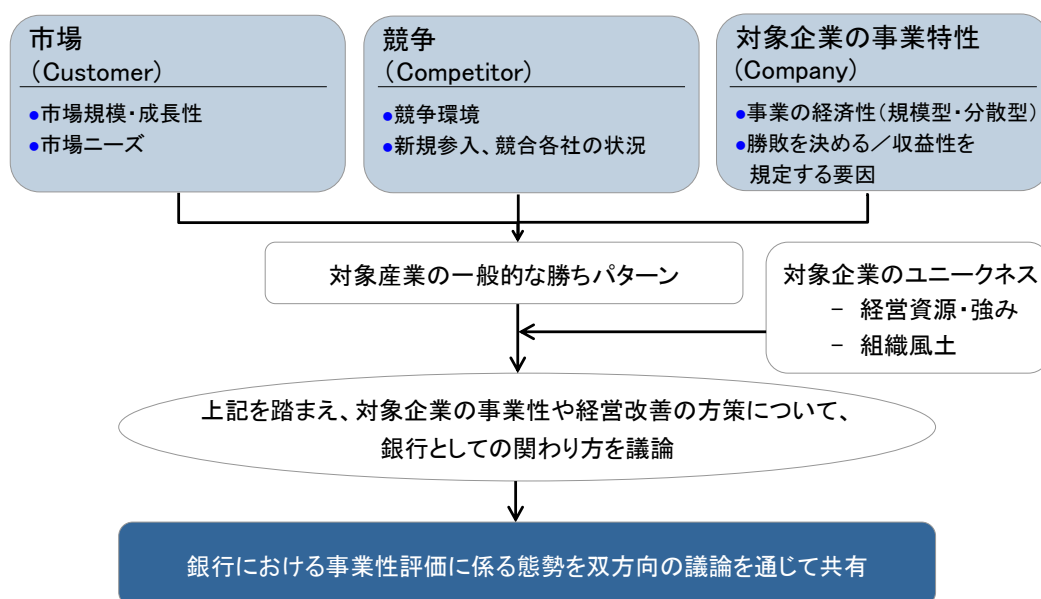 市場
(Customer)
●市場規模・成長性
●市場ニーズ
競争
(Competitor)
●競争環境
●新規参入、競合各社の状況
対象企業の事業特性
(Company)
●事業の経済性(規模型・分散型)
●勝敗を決める／収益性を
規定する要因
対象産業の一般的な勝ちパターン
対象企業のユニークネス
－ 経営資源・強み
－ 組織風土
上記を踏まえ、対象企業の事業性や経営改善の方策について、
銀行としての関わり方を議論
銀行における事業性評価に係る態勢を双方向の議論を通じて共有